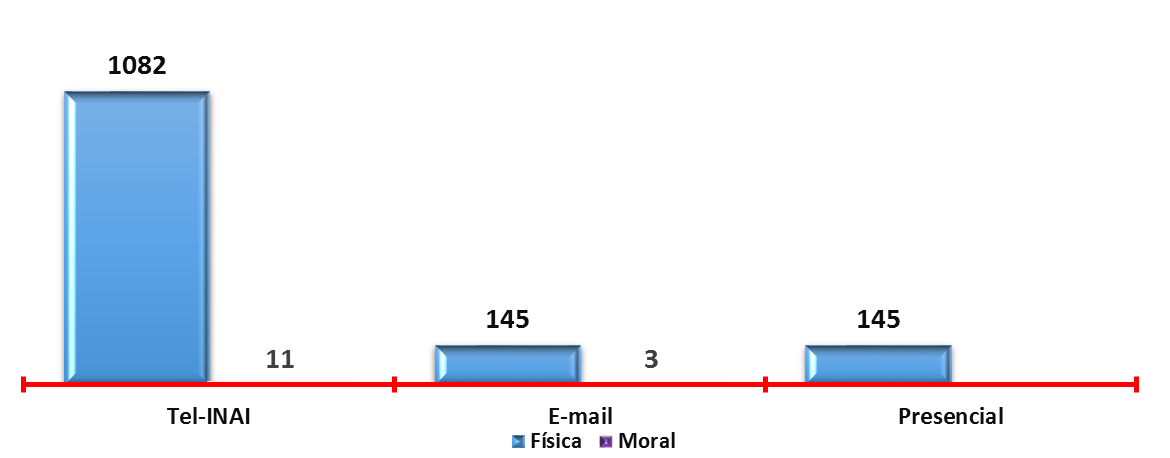 1082
145
145
11
3
Tel-INAI
E-mail
Presencial
Física
Moral